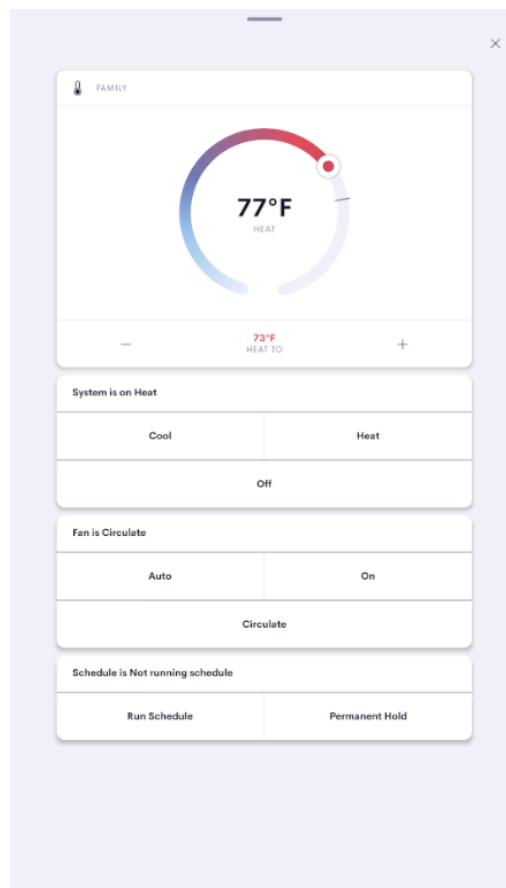 FAMILY
77°F
HEAT
— 73°F +
HEAT TO
System is on Heat
Cool Heat
Off
Fan is Circulate
Auto On
Circulate
Schedule is Not running schedule
Run Schedule Permanent Hold